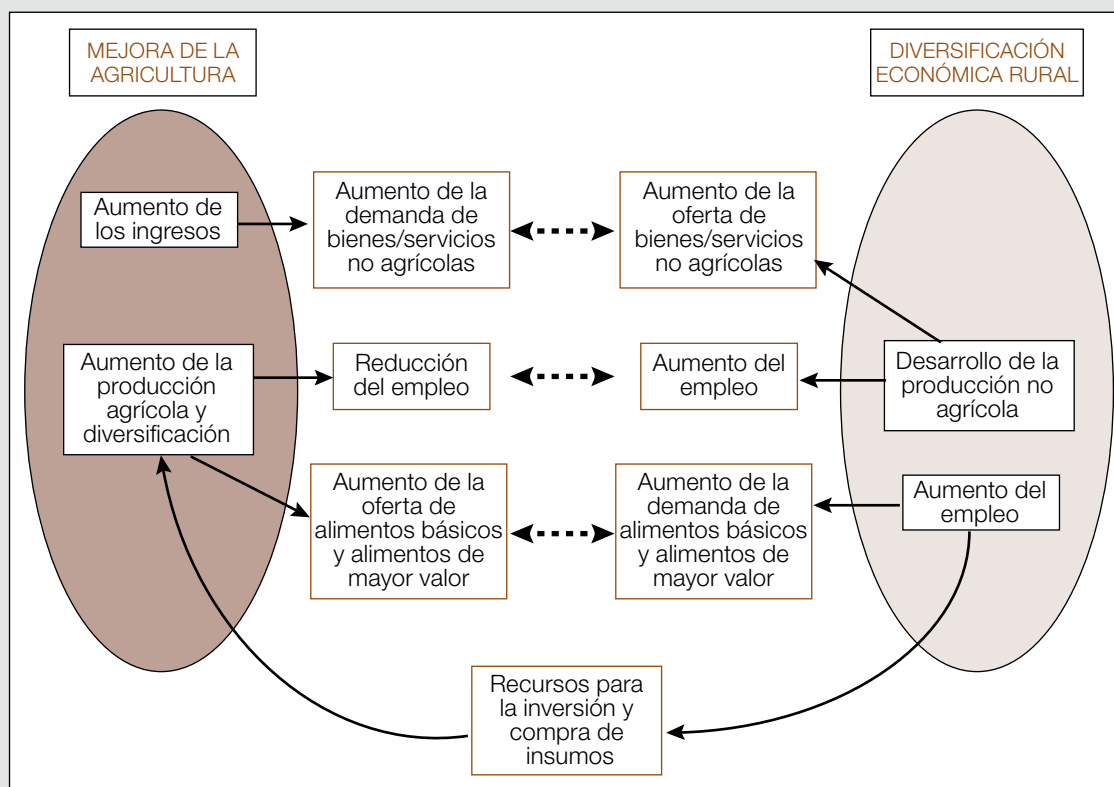 MEJORA DE LA
AGRICULTURA
DIVERSIFICACIÓN
ECONÓMICA RURAL
Aumento de
los ingresos
Aumento de la
demanda de
bienes/servicios
no agrícolas
Aumento de la
oferta de
bienes/servicios
no agrícolas
Aumento de la
producción
agrícola y
diversificación
Reducción
del empleo
Aumento del
empleo
Desarrollo de la
producción no
agrícola
Aumento de la
oferta de
alimentos básicos
y alimentos de
mayor valor
Aumento de la
demanda de
alimentos básicos
y alimentos de
mayor valor
Aumento del
empleo
Recursos para
la inversión y
compra de
insumos